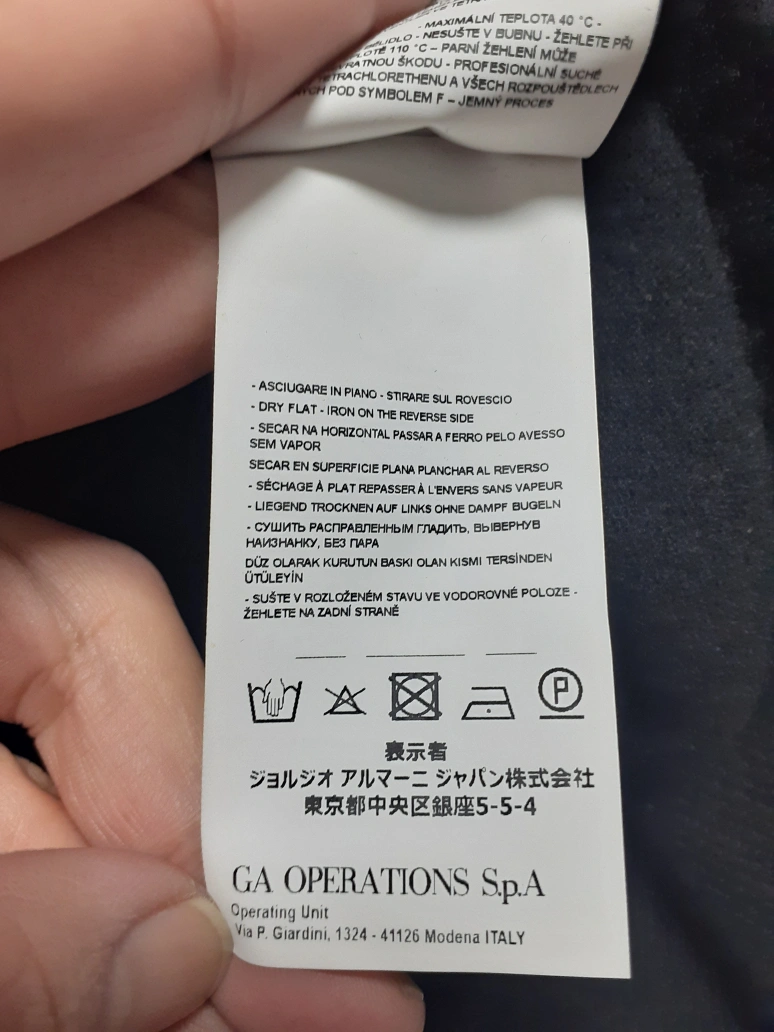 - MAXIMÁLNÍ TEPLOTA 40 °C -
- NESUŠTE V BUBNU - ŽEHLETE PŘI
110 °C – PARNÍ ŽEHLENÍ MŮŽE
ŠKODU - PROFESIONÁLNÍ SUCHÉ
A VŠECH ROZPOUŠTĚDLECH
POD SYMBOLEM F – JEMNÝ PROCES
- ASCIUGARE IN PIANO - STIRARE SUL ROVESCIO
- DRY FLAT - IRON ON THE REVERSE SIDE
- SECAR NA HORIZONTAL PASSAR A FERRO PELO AVESSO
SEM VAPOR
SECAR EN SUPERFICIE PLANA PLANCHAR AL REVERSO
- SÉCHAGE À PLAT REPASSER À L'ENVERS SANS VAPEUR
- LIEGEND TROCKNEN AUF LINKS OHNE DAMPF BUGELN
- СУШИТЬ РАСПРАВЛЕННЫМ ГЛАДИТЬ, ВЫВЕРНУВ
НАИЗНАНКУ, БЕЗ ПАРА
DÜZ OLARAK KURUTUN BASKI OLAN KISMI TERSİNDEN
ÜTÜLEYİN
- SUŠTE V ROZLOŽENÉM STAVU VE VODOROVNÉ POLOZE -
ŽEHLETE NA ZADNÍ STRANĚ
P
表示者
ジョルジオ アルマーニ ジャパン株式会社
東京都中央区銀座5-5-4
GA OPERATIONS S.p.A
Operating Unit
Via P. Giardini, 1324 - 41126 Modena ITALY